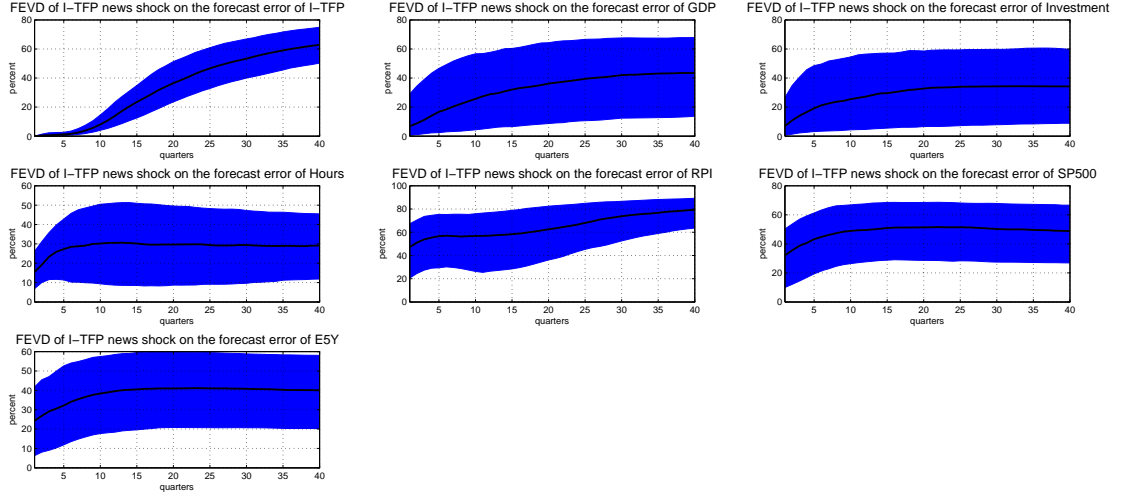 FEVD of I−TFP news shock on the forecast error of I−TFP
80
60
40
20
0
percent
5 10 15 20 25 30 35 40
quarters
FEVD of I−TFP news shock on the forecast error of GDP
80
60
40
20
0
percent
5 10 15 20 25 30 35 40
quarters
FEVD of I−TFP news shock on the forecast error of Investment
80
60
40
20
0
percent
5 10 15 20 25 30 35 40
quarters
FEVD of I−TFP news shock on the forecast error of Hours
60
50
40
30
20
10
0
percent
5 10 15 20 25 30 35 40
quarters
FEVD of I−TFP news shock on the forecast error of RPI
100
80
60
40
20
0
percent
5 10 15 20 25 30 35 40
quarters
FEVD of I−TFP news shock on the forecast error of SP500
80
60
40
20
0
percent
5 10 15 20 25 30 35 40
quarters
FEVD of I−TFP news shock on the forecast error of E5Y
60
50
40
30
20
10
0
percent
5 10 15 20 25 30 35 40
quarters